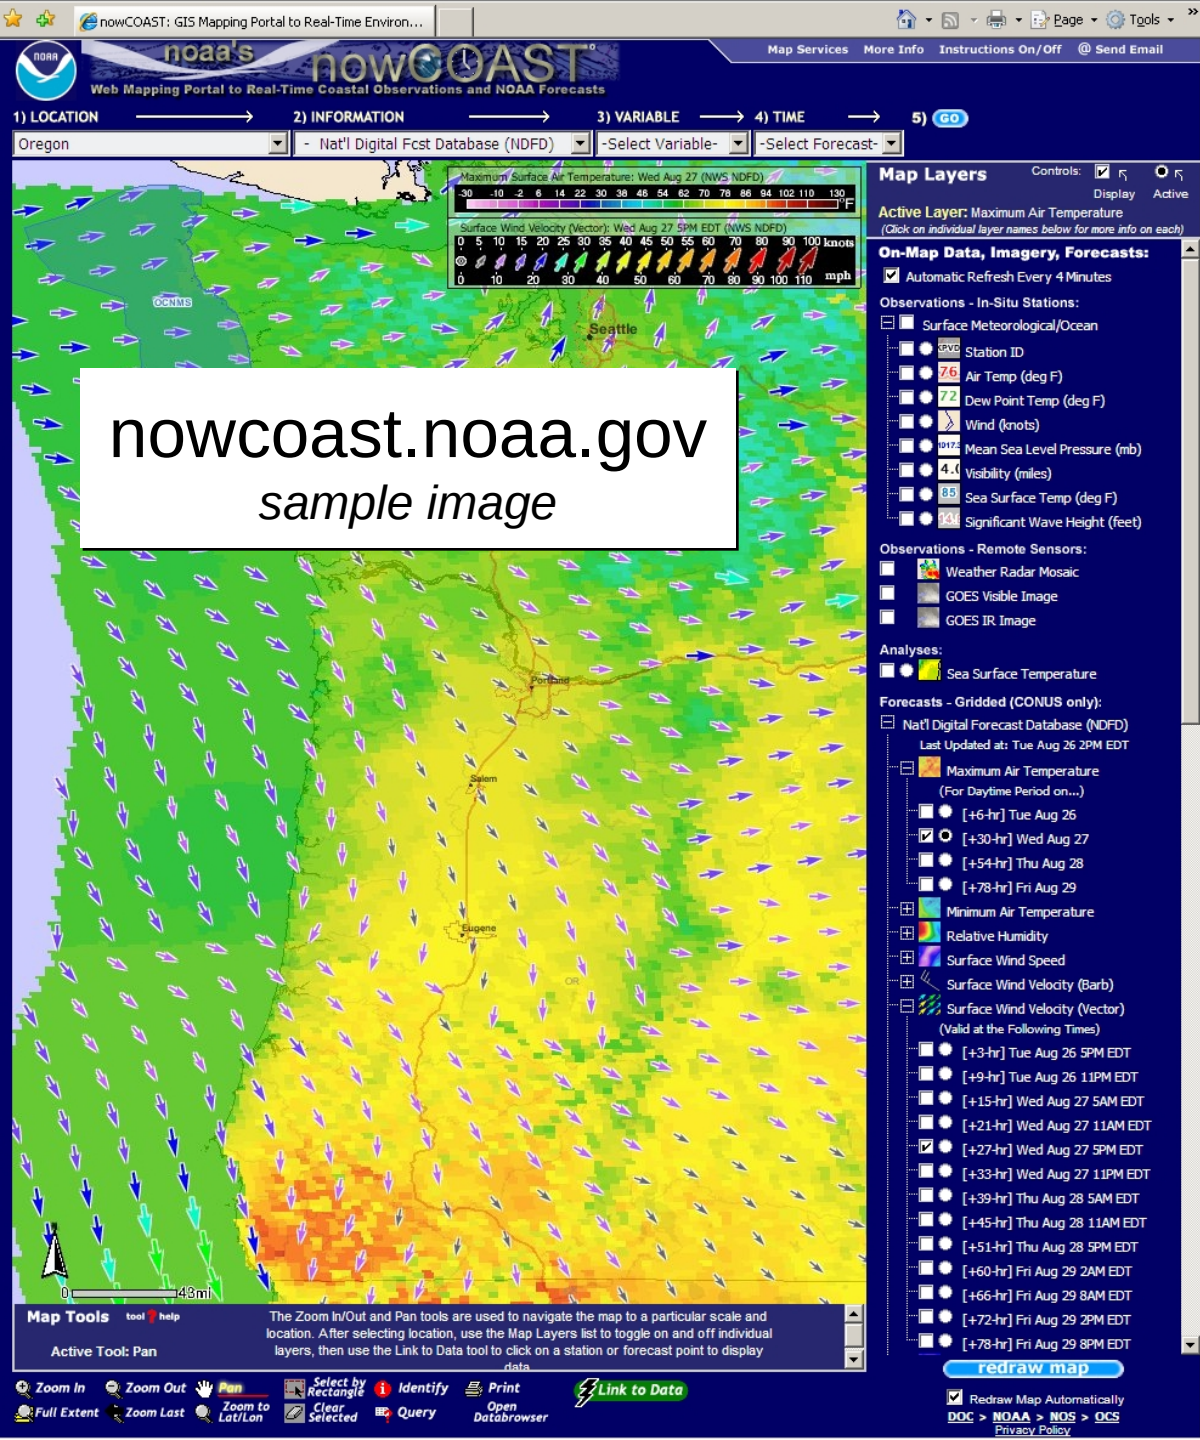 nowCOAST: GIS Mapping Portal to Real-Time Environ...
Page
Tools
»
NOAA
noaa's
nowCOAST
Web Mapping Portal to Real-Time Coastal Observations and NOAA Forecasts
Map Services More Info Instructions On/Off @ Send Email
1) LOCATION 2) INFORMATION 3) VARIABLE 4) TIME 5) GO
Oregon - Nat'l Digital Fcst Database (NDFD) -Select Variable- -Select Forecast-
Maximum Surface Air Temperature: Wed Aug 27 (NWS NDFD)
-30 -10 -2 6 14 22 30 38 46 54 62 70 78 86 94 102 110 130
°F
Surface Wind Velocity (Vector): Wed Aug 27 5PM EDT (NWS NDFD)
0 5 10 15 20 25 30 35 40 45 50 55 60 70 80 90 100 knots
0 10 20 30 40 50 60 70 80 90 100 110 mph
OCNMS
Seattle
nowcoast.noaa.gov
sample image
Portland
Salem
Eugene
OR
0 43mi
Map Layers
Controls:
Display Active
Active Layer: Maximum Air Temperature
(Click on individual layer names below for more info on each)
On-Map Data, Imagery, Forecasts:
Automatic Refresh Every 4 Minutes
Observations - In-Situ Stations:
Surface Meteorological/Ocean
KPVD Station ID
76 Air Temp (deg F)
72 Dew Point Temp (deg F)
Wind (knots)
Mean Sea Level Pressure (mb)
4.0 Visibility (miles)
85 Sea Surface Temp (deg F)
Significant Wave Height (feet)
Observations - Remote Sensors:
Weather Radar Mosaic
GOES Visible Image
GOES IR Image
Analyses:
Sea Surface Temperature
Forecasts - Gridded (CONUS only):
Nat'l Digital Forecast Database (NDFD)
Last Updated at: Tue Aug 26 2PM EDT
Maximum Air Temperature
(For Daytime Period on...)
[+6-hr] Tue Aug 26
[+30-hr] Wed Aug 27
[+54-hr] Thu Aug 28
[+78-hr] Fri Aug 29
Minimum Air Temperature
Relative Humidity
Surface Wind Speed
Surface Wind Velocity (Barb)
Surface Wind Velocity (Vector)
(Valid at the Following Times)
[+3-hr] Tue Aug 26 5PM EDT
[+9-hr] Tue Aug 26 11PM EDT
[+15-hr] Wed Aug 27 5AM EDT
[+21-hr] Wed Aug 27 11AM EDT
[+27-hr] Wed Aug 27 5PM EDT
[+33-hr] Wed Aug 27 11PM EDT
[+39-hr] Thu Aug 28 5AM EDT
[+45-hr] Thu Aug 28 11AM EDT
[+51-hr] Thu Aug 28 5PM EDT
[+60-hr] Fri Aug 29 2AM EDT
[+66-hr] Fri Aug 29 8AM EDT
[+72-hr] Fri Aug 29 2PM EDT
[+78-hr] Fri Aug 29 8PM EDT
redraw map
Redraw Map Automatically
DOC > NOAA > NOS > OCS
Privacy Policy
Map Tools tool ? help
Active Tool: Pan
The Zoom In/Out and Pan tools are used to navigate the map to a particular scale and
location. After selecting location, use the Map Layers list to toggle on and off individual
layers, then use the Link to Data tool to click on a station or forecast point to display
data.
Zoom In Zoom Out Pan Select by Rectangle Identify Print Link to Data
Full Extent Zoom Last Zoom to Lat/Lon Clear Selected Query Open Databrowser